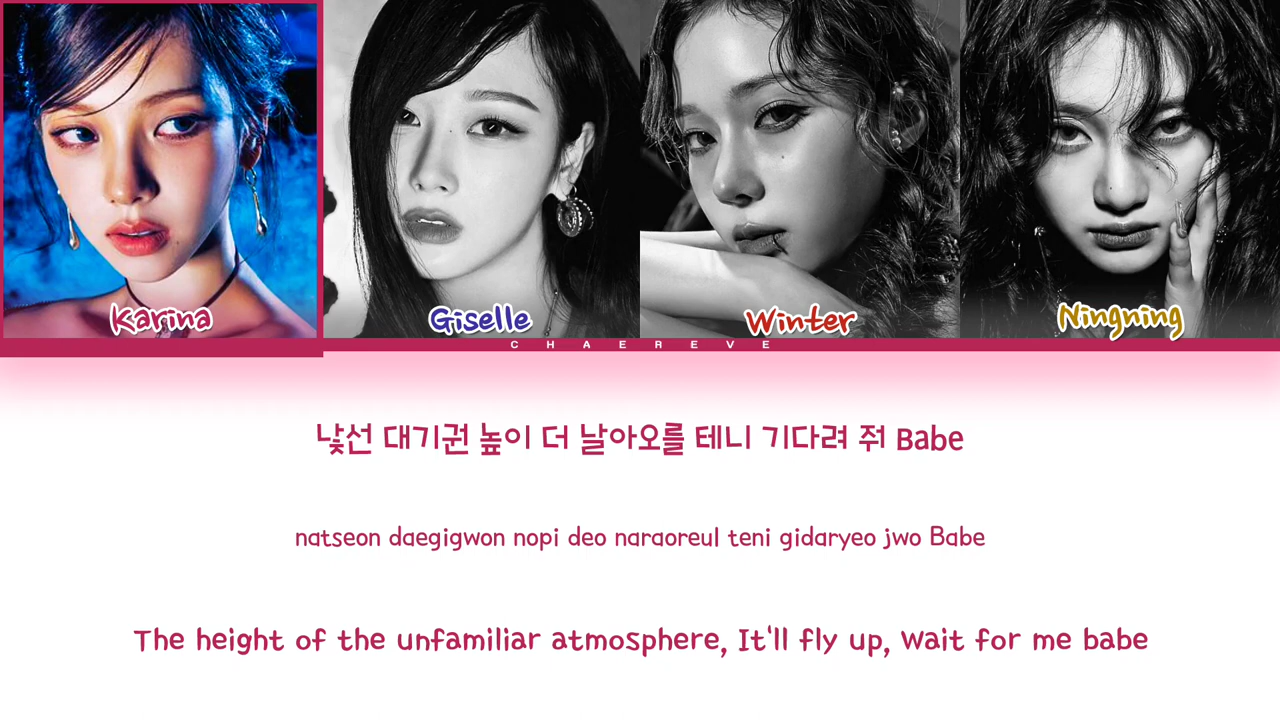 Karina
Giselle
Winter
Ningning
CHAEREVE
낯선 대기권 높이 더 날아오를 테니 기다려 줘 Babe
natseon daegigwon nopi deo naraoreul teni gidaryeo jwo Babe
The height of the unfamiliar atmosphere, It'll fly up, Wait for me babe